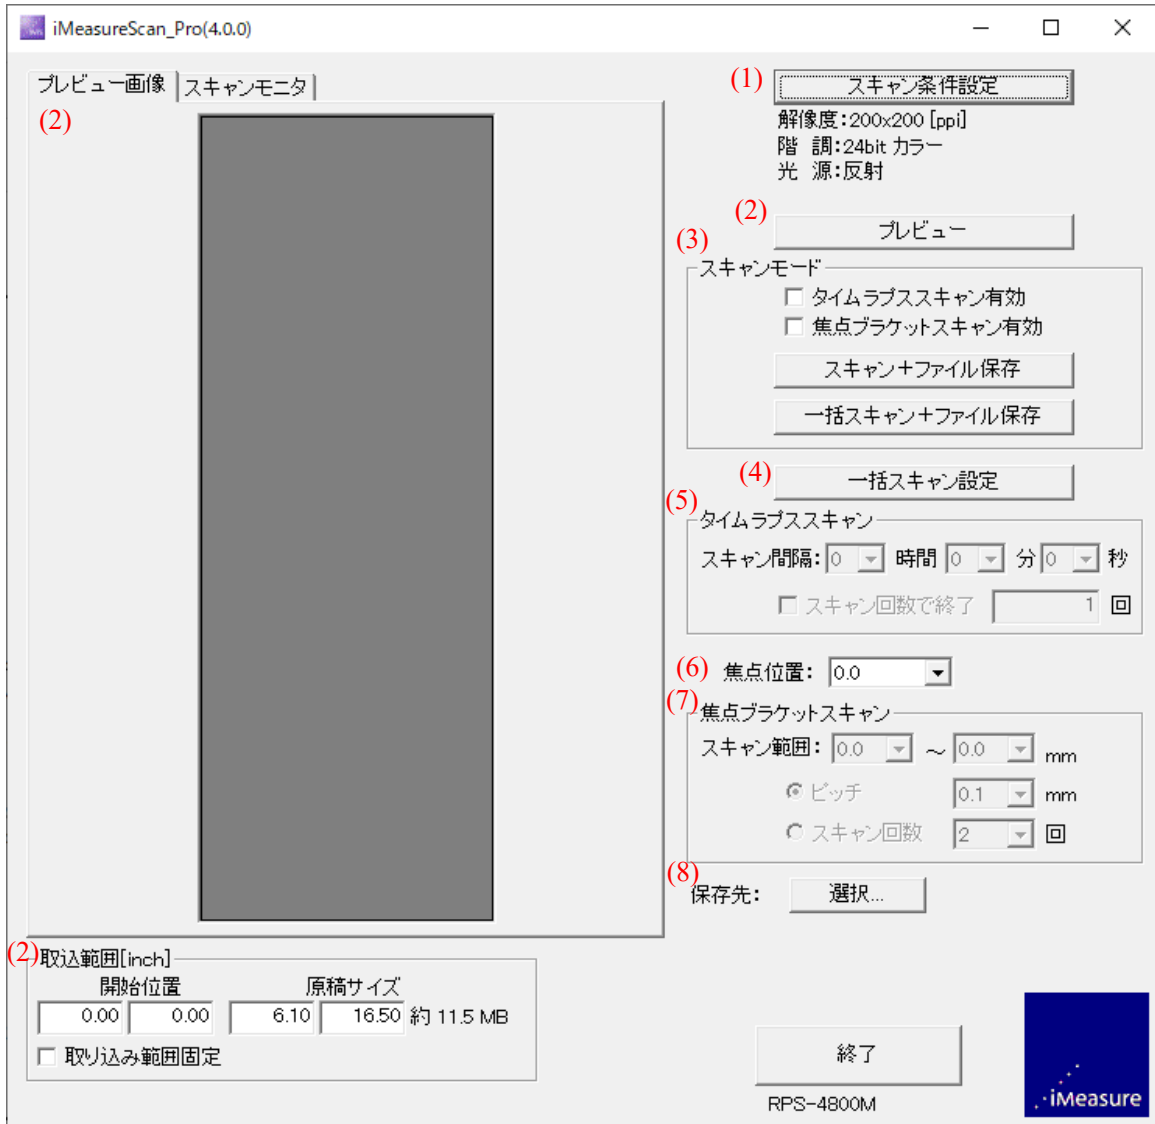 iMeasureScan_Pro(4.0.0)
プレビュー画像 スキャンモニタ
(2)
(1) スキャン条件設定
解像度:200x200 [ppi]
階 調:24bit カラー
光 源:反射
(2) プレビュー
(3)
スキャンモード
タイムラプススキャン有効
焦点ブラケットスキャン有効
スキャン+ファイル保存
一括スキャン+ファイル保存
(4) 一括スキャン設定
(5)
タイムラプススキャン
スキャン間隔: 0 時間 0 分 0 秒
スキャン回数で終了 1 回
(6) 焦点位置: 0.0
(7)
焦点ブラケットスキャン
スキャン範囲: 0.0 ～ 0.0 mm
ピッチ 0.1 mm
スキャン回数 2 回
(8)
保存先: 選択...
(2) 取込範囲[inch]
開始位置 原稿サイズ
0.00 0.00 6.10 16.50 約 11.5 MB
取り込み範囲固定
終了
RPS-4800M
iMeasure